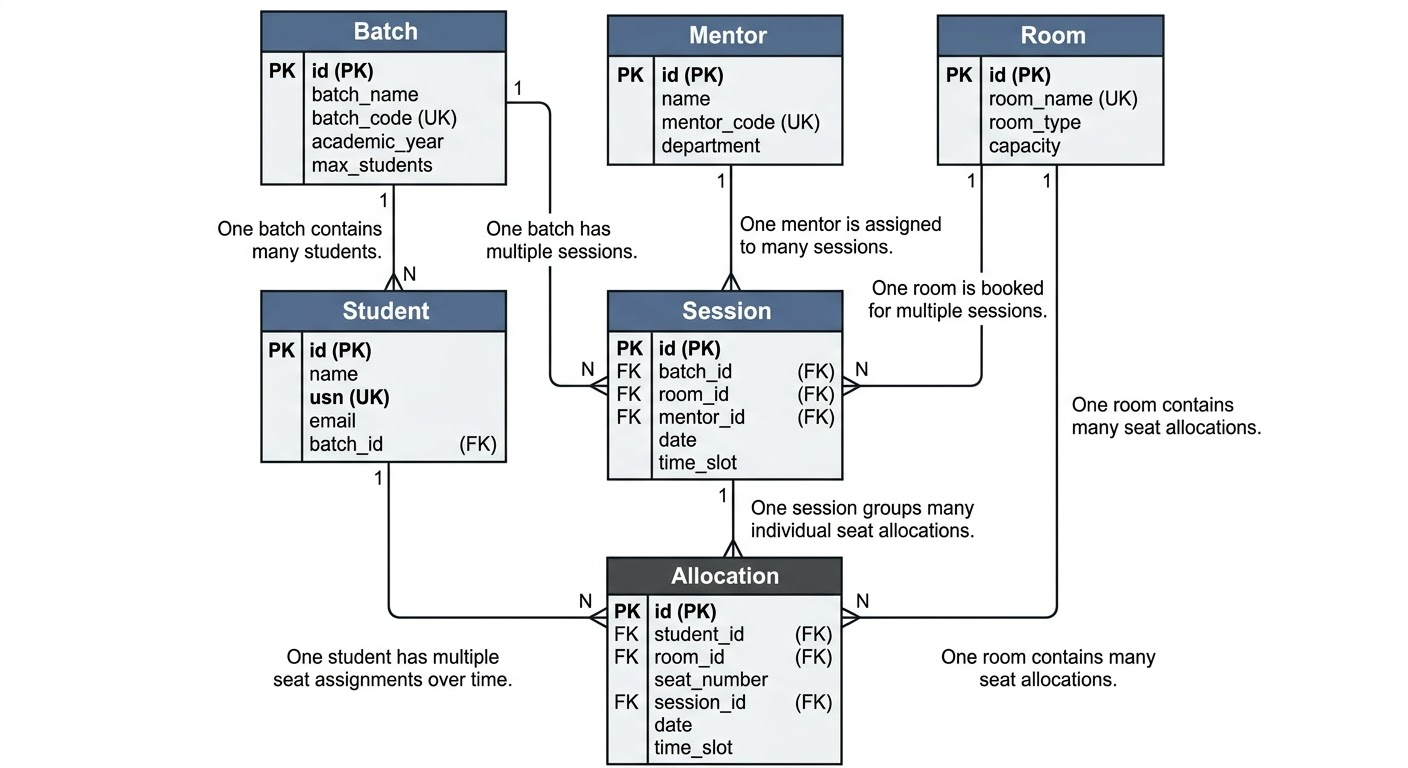 Batch
PK id (PK)
batch_name
batch_code (UK)
academic_year
max_students
Mentor
PK id (PK)
name
mentor_code (UK)
department
Room
PK id (PK)
room_name (UK)
room_type
capacity
1
1
1
1
1
One batch contains
many students.
N
One batch has
multiple sessions.
One mentor is assigned
to many sessions.
One room is booked
for multiple sessions.
Student
PK id (PK)
name
usn (UK)
email
batch_id (FK)
1
N
Session
PK id (PK)
FK batch_id (FK)
FK room_id (FK)
FK mentor_id (FK)
date
time_slot
N
1
One room contains
many seat allocations.
One session groups many
individual seat allocations.
N
Allocation
PK id (PK)
FK student_id (FK)
FK room_id (FK)
seat_number
FK session_id (FK)
date
time_slot
N
One student has multiple
seat assignments over time.
One room contains many
seat allocations.